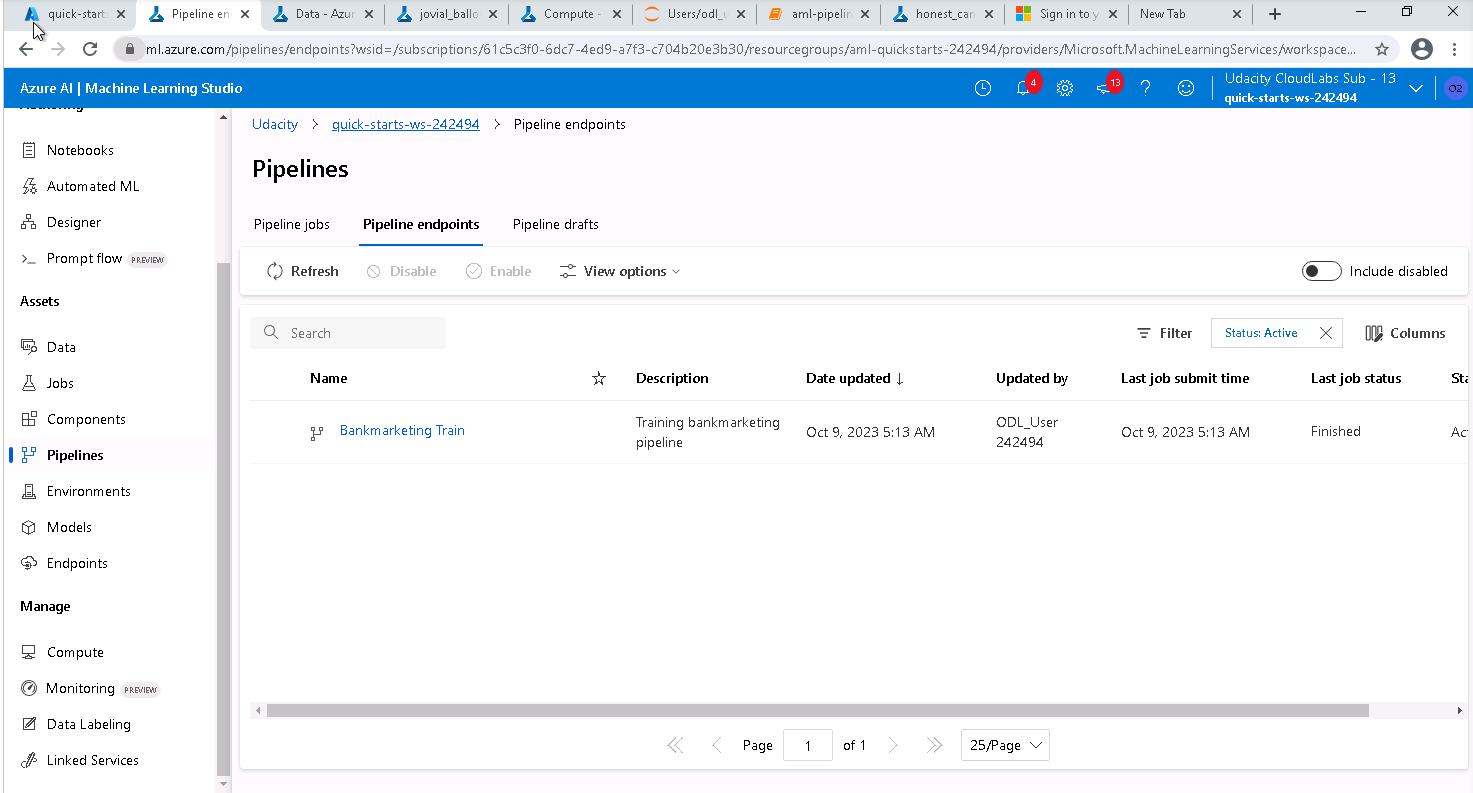 quick-start:
Pipeline en
Data - Azur
jovial_ballo
Compute -
Users/odl_u
aml-pipelin
honest_can
Sign in to y
New Tab
ml.azure.com/pipelines/endpoints?wsid=/subscriptions/61c5c3f0-6dc7-4ed9-a7f3-c704b20e3b30/resourcegroups/aml-quickstarts-242494/providers/Microsoft.MachineLearningServices/workspace...
Azure AI | Machine Learning Studio
4
13
Udacity CloudLabs Sub - 13
quick-starts-ws-242494
O2
Notebooks
Automated ML
Designer
Prompt flow PREVIEW
Assets
Data
Jobs
Components
Pipelines
Environments
Models
Endpoints
Manage
Compute
Monitoring PREVIEW
Data Labeling
Linked Services
Udacity > quick-starts-ws-242494 > Pipeline endpoints
Pipelines
Pipeline jobs
Pipeline endpoints
Pipeline drafts
Refresh
Disable
Enable
View options
Include disabled
Search
Filter
Status: Active
Columns
Name
Description
Date updated ↓
Updated by
Last job submit time
Last job status
Sta
Bankmarketing Train
Training bankmarketing
pipeline
Oct 9, 2023 5:13 AM
ODL_User
242494
Oct 9, 2023 5:13 AM
Finished
Act
Page 1 of 1
25/Page